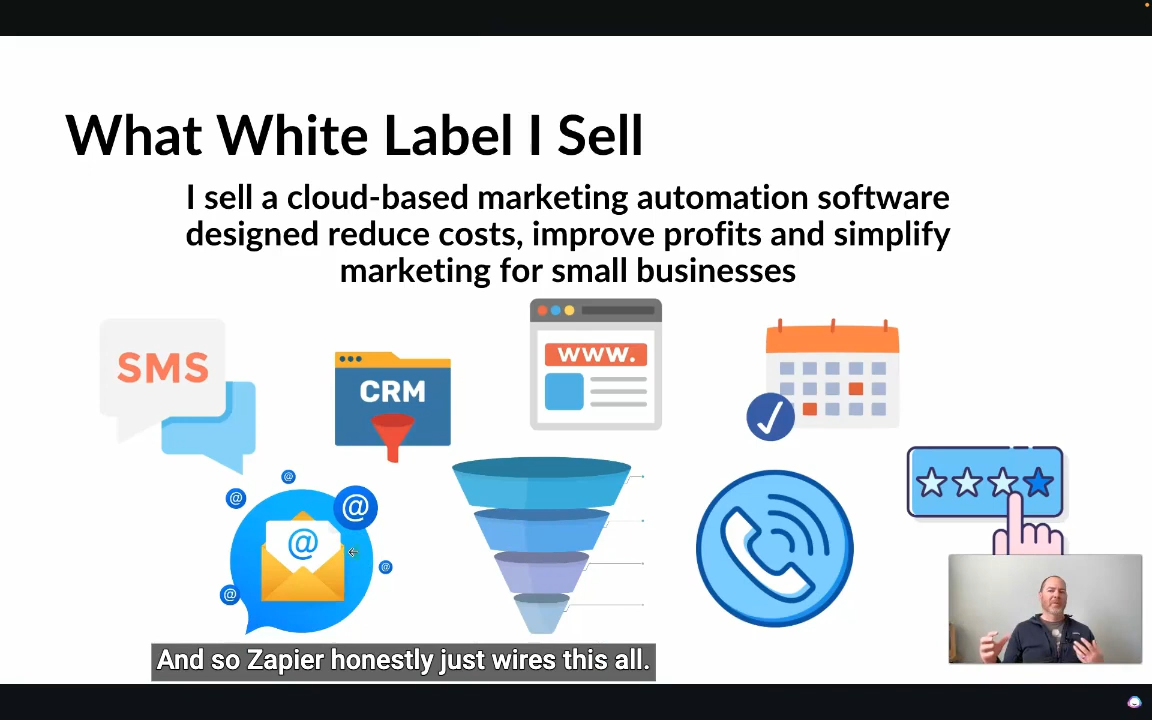 What White Label I Sell
I sell a cloud-based marketing automation software
designed reduce costs, improve profits and simplify
marketing for small businesses
SMS
CRM
www.
@
@
@
@
@
@
And so Zapier honestly just wires this all.